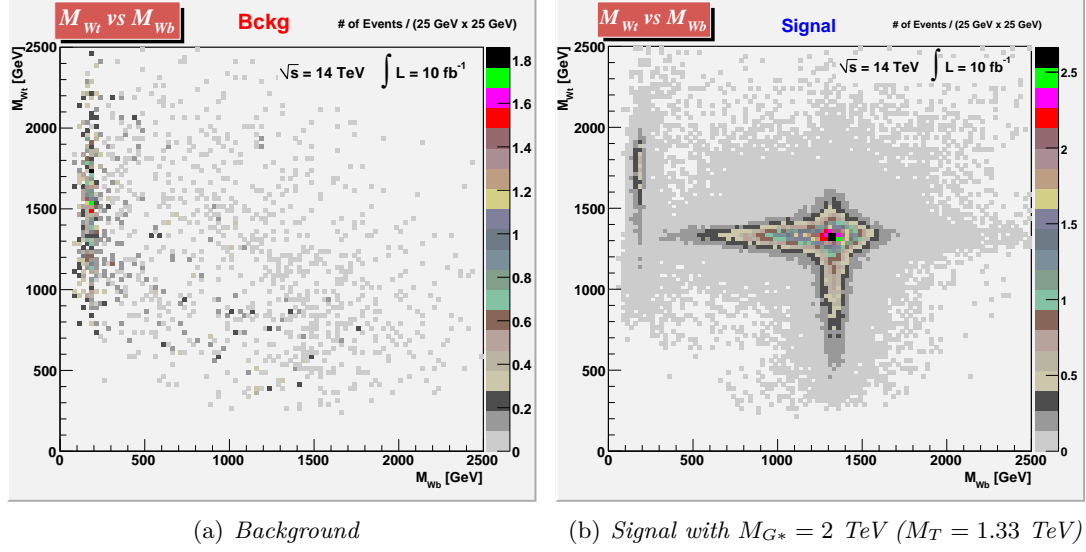 M_Wt vs M_Wb
Bckg
# of Events / (25 GeV x 25 GeV)
M_Wt [GeV]
√s = 14 TeV ∫ L = 10 fb⁻¹
2500
2000
1500
1000
500
0
0 500 1000 1500 2000 2500
M_Wb [GeV]
1.8
1.6
1.4
1.2
1
0.8
0.6
0.4
0.2
0
(a) Background
M_Wt vs M_Wb
Signal
# of Events / (25 GeV x 25 GeV)
M_Wt [GeV]
√s = 14 TeV ∫ L = 10 fb⁻¹
2500
2000
1500
1000
500
0
0 500 1000 1500 2000 2500
M_Wb [GeV]
2.5
2
1.5
1
0.5
0
(b) Signal with M_G* = 2 TeV (M_T = 1.33 TeV)